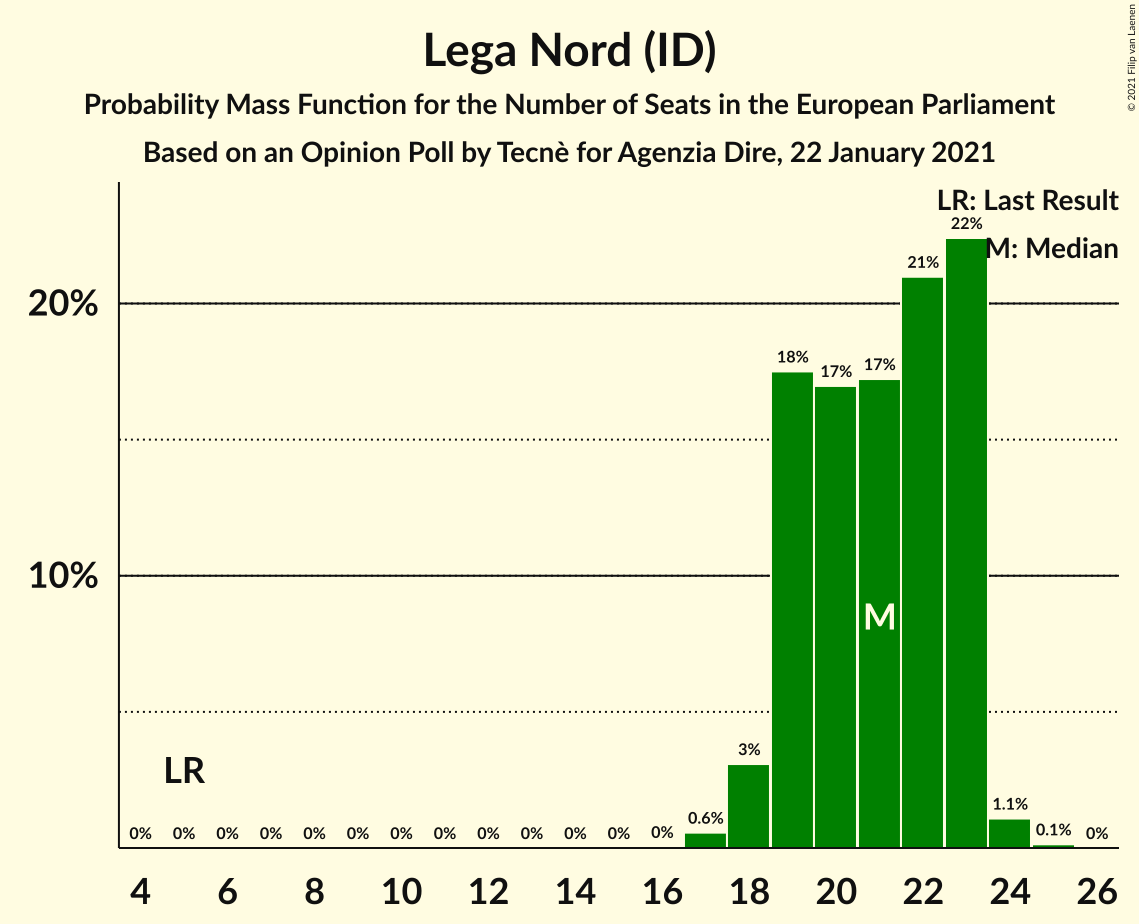 Lega Nord (ID)
Probability Mass Function for the Number of Seats in the European Parliament
Based on an Opinion Poll by Tecnè for Agenzia Dire, 22 January 2021
© 2021 Filip van Laenen
LR: Last Result
M: Median
20%
10%
22%
21%
18%
17%
17%
M
LR
3%
1.1%
0.6%
0.1%
0% 0% 0% 0% 0% 0% 0% 0% 0% 0% 0% 0% 0% 0%
4 6 8 10 12 14 16 18 20 22 24 26